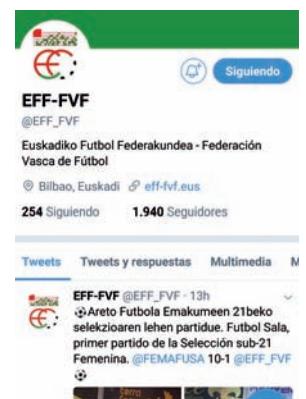 Siguiendo
EFF-FVF
@EFF_FVF
Euskadiko Futbol Federakundea - Federación
Vasca de Fútbol
Bilbao, Euskadi eff-fvf.eus
254 Siguiendo 1.940 Seguidores
Tweets Tweets y respuestas Multimedia M
EFF-FVF @EFF_FVF · 13h
⚽Areto Futbola Emakumeen 21beko
selekzioaren lehen partidue. Futbol Sala,
primer partido de la Selección sub-21
Femenina. @FEMAFUSA 10-1 @EFF_FVF
⚽